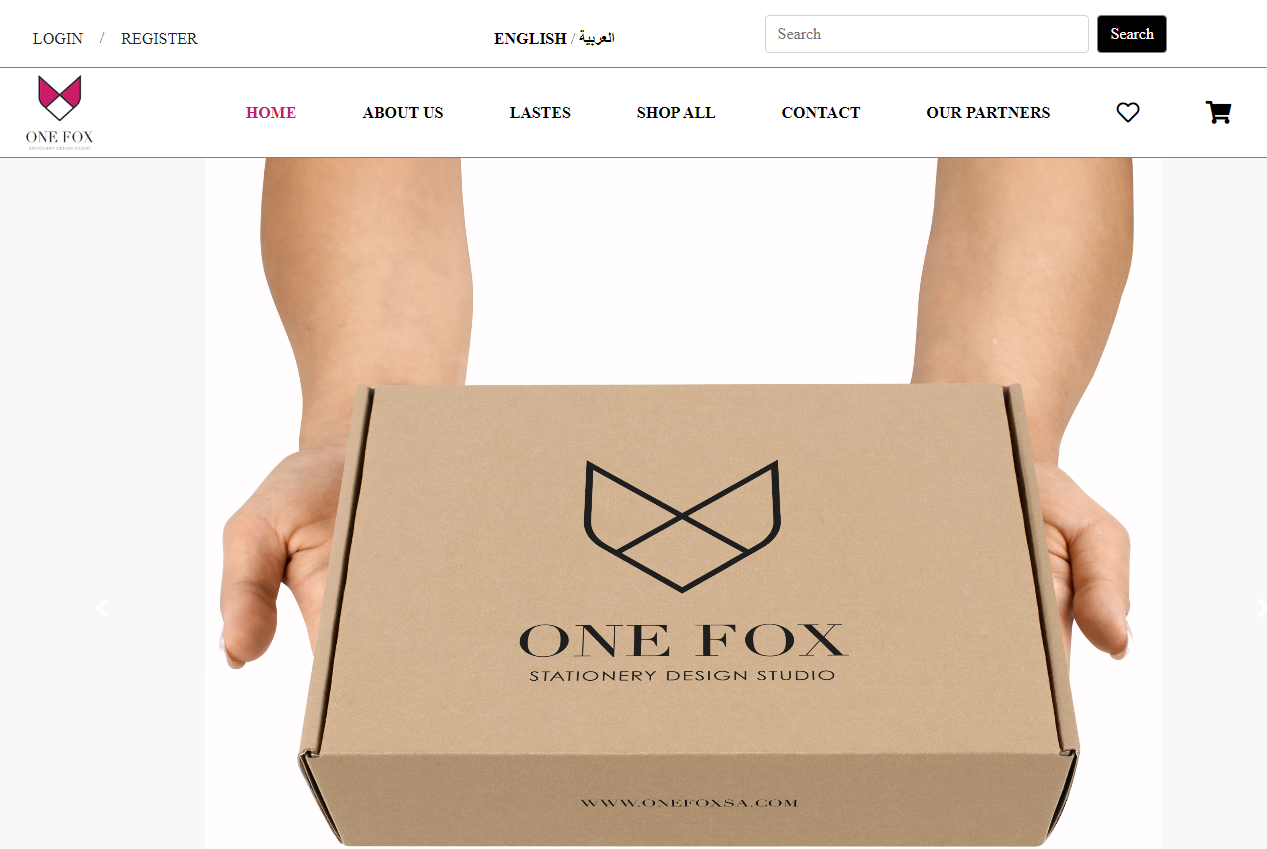 LOGIN / REGISTER ENGLISH / العربية Search Search
ONE FOX
STATIONERY DESIGN STUDIO
HOME ABOUT US LASTES SHOP ALL CONTACT OUR PARTNERS
ONE FOX
STATIONERY DESIGN STUDIO
WWW.ONEFOXSA.COM